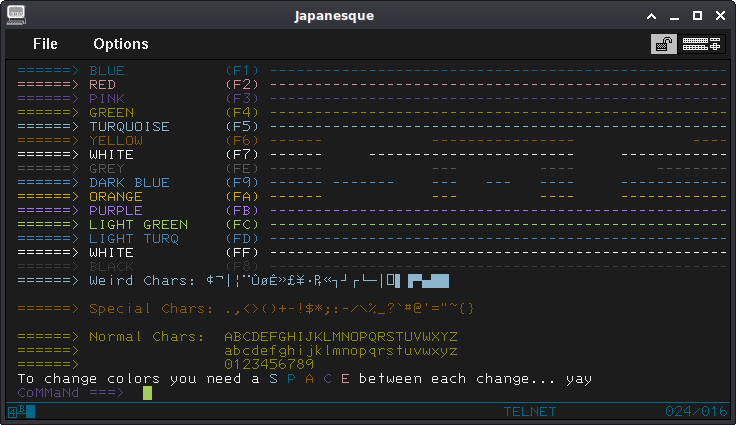 Japanesque
File Options
======> BLUE (F1) ---------------------------------------------------
======> RED (F2) ---------------------------------------------------
======> PINK (F3) ---------------------------------------------------
======> GREEN (F4) ---------------------------------------------------
======> TURQUOISE (F5) ---------------------------------------------------
======> YELLOW (F6) ------ ---------------- ----
======> WHITE (F7) ------ --------------- ------------
======> GREY (FE) --- ---- ---
======> DARK BLUE (F9) ------ ------- --- --- ---- ------------
======> ORANGE (FA) --- ---- ---
======> PURPLE (FB) ---------------------------------------------------
======> LIGHT GREEN (FC) ---------------------------------------------------
======> LIGHT TURQ (FD) ---------------------------------------------------
======> WHITE (FF) ---------------------------------------------------
======> BLACK (F8)
======> Weird Chars: ¢¬|¦¨ÛøÊ»£¥·₧«┐┘┌└─│
======> Special Chars: .,<>()+-!$*;:-/\%_?`#@'="~{}
======> Normal Chars: ABCDEFGHIJKLMNOPQRSTUVWXYZ
======> abcdefghijklmnopqrstuvwxyz
======> 0123456789
To change colors you need a S P A C E between each change... yay
CoMMaNd ===>
4 B TELNET 024/016